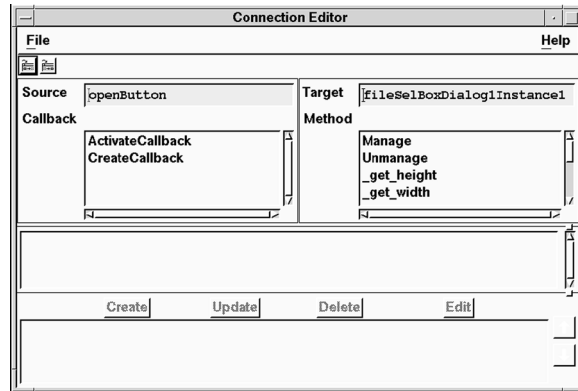 Connection Editor
File Help
Source openButton Target fileSelBoxDialog1Instance1
Callback Method
ActivateCallback Manage
CreateCallback Unmanage
_get_height
_get_width
Create Update Delete Edit